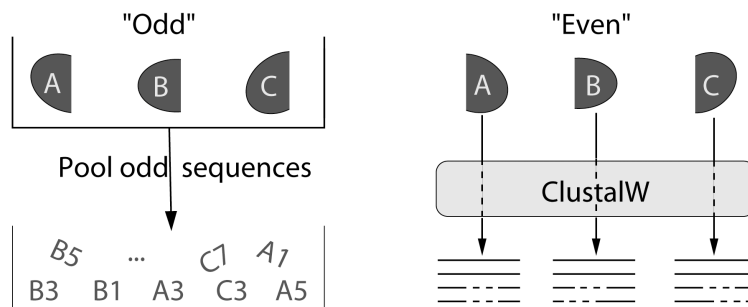 "Odd"
A B C
Pool odd sequences
B5 ... C7 A1
B3 B1 A3 C3 A5
"Even"
A B C
ClustalW